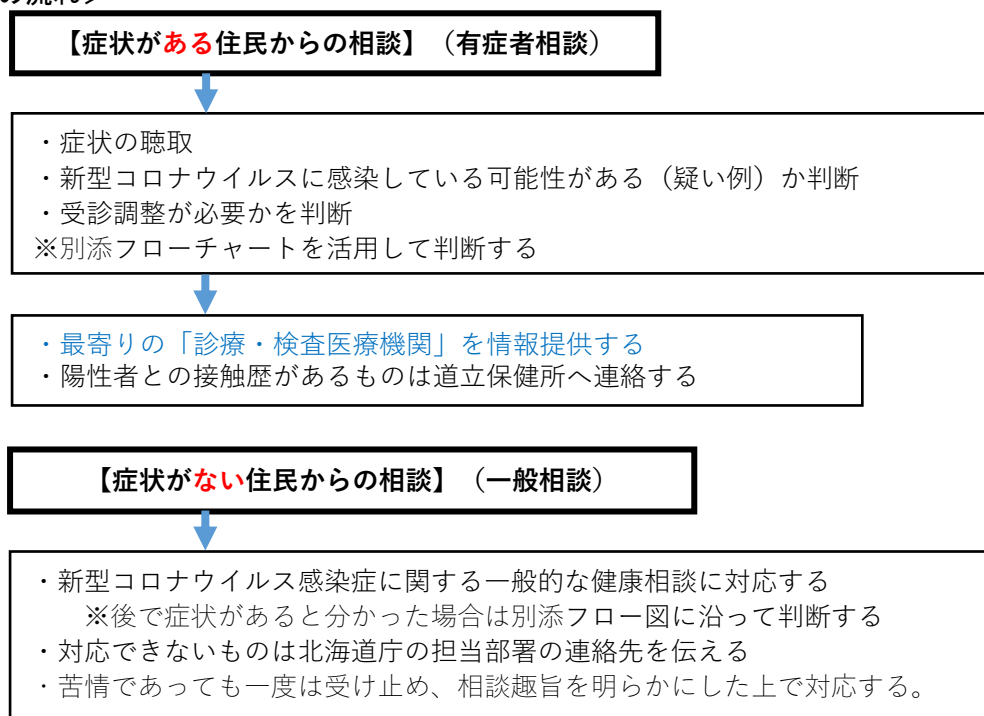 【症状がある住民からの相談】（有症者相談）
・症状の聴取
・新型コロナウイルスに感染している可能性がある（疑い例）か判断
・受診調整が必要かを判断
※別添フローチャートを活用して判断する
・最寄りの「診療・検査医療機関」を情報提供する
・陽性者との接触歴があるものは道立保健所へ連絡する
【症状がない住民からの相談】（一般相談）
・新型コロナウイルス感染症に関する一般的な健康相談に対応する
※後で症状があると分かった場合は別添フロー図に沿って判断する
・対応できないものは北海道庁の担当部署の連絡先を伝える
・苦情であっても一度は受け止め、相談趣旨を明らかにした上で対応する。